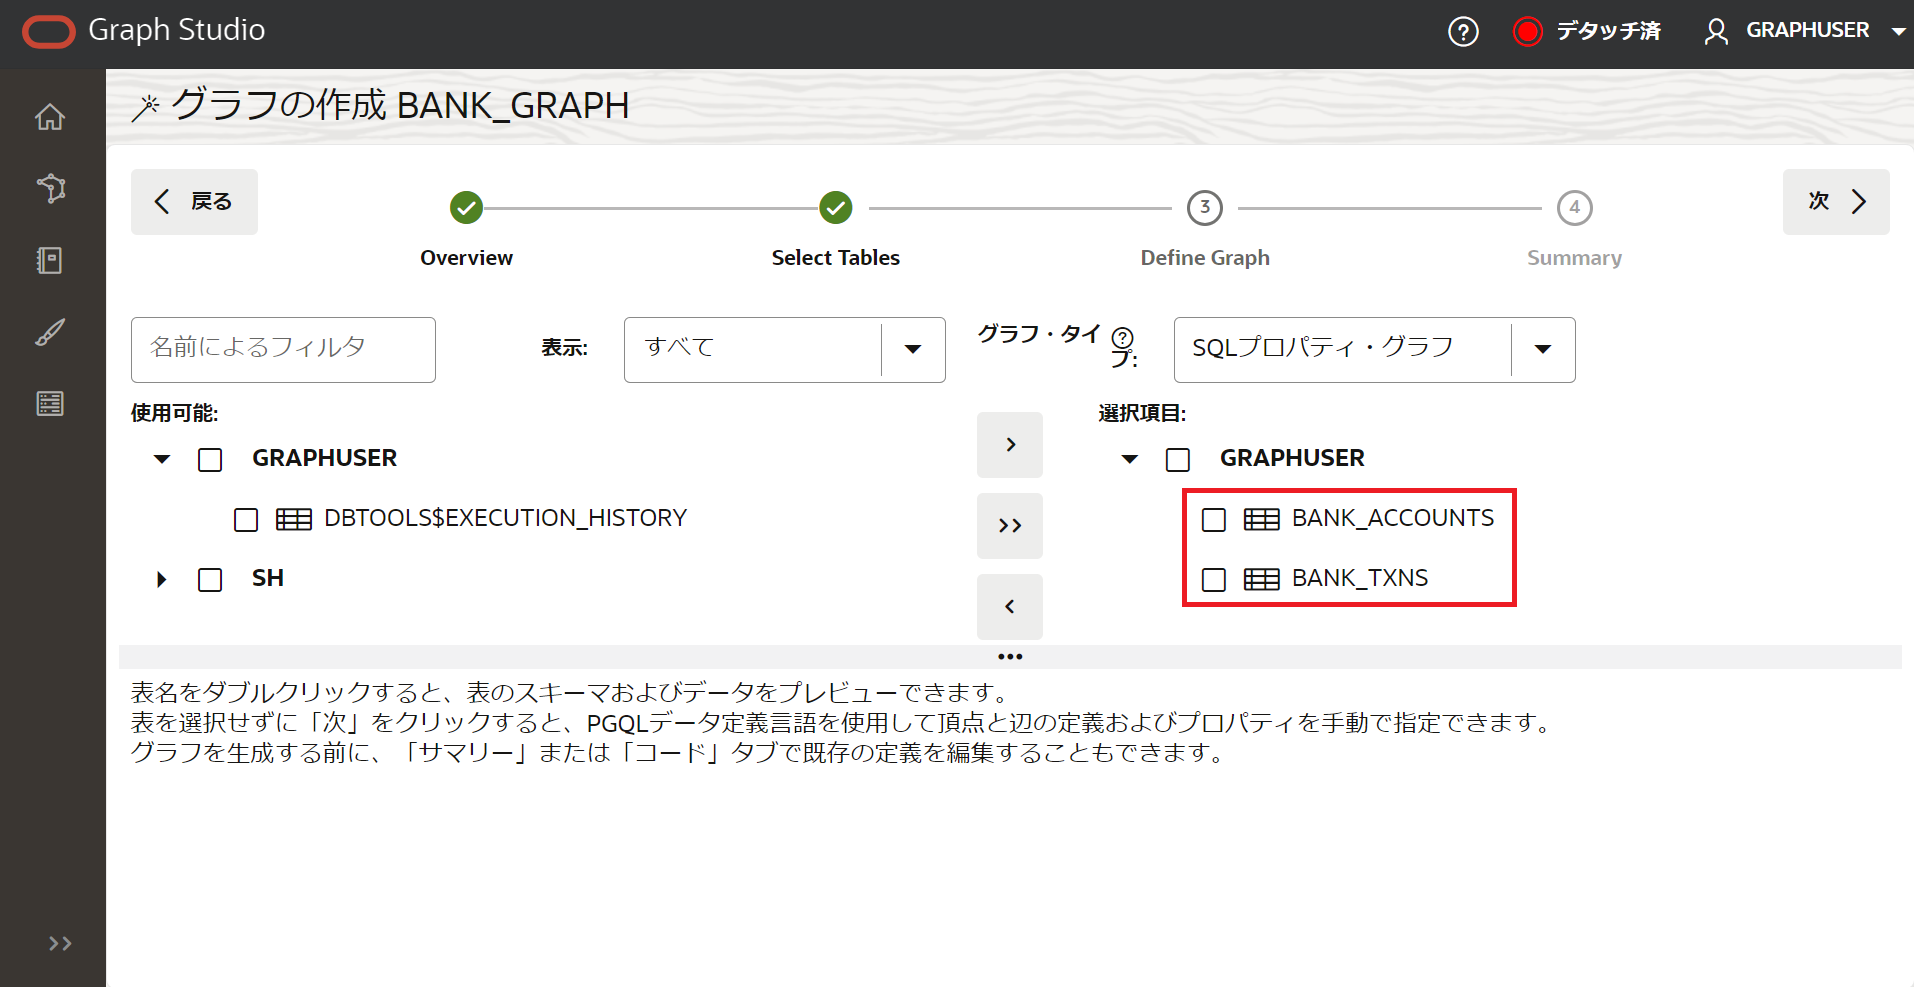 Graph Studio
デタッチ済
GRAPHUSER
グラフの作成 BANK_GRAPH
戻る
3
4
次
Overview
Select Tables
Define Graph
Summary
名前によるフィルタ
表示:
すべて
グラフ・タイ
プ:
SQLプロパティ・グラフ
使用可能:
GRAPHUSER
DBTOOLS$EXECUTION_HISTORY
SH
選択項目:
GRAPHUSER
BANK_ACCOUNTS
BANK_TXNS
表名をダブルクリックすると、表のスキーマおよびデータをプレビューできます。
表を選択せずに「次」をクリックすると、PGQLデータ定義言語を使用して頂点と辺の定義およびプロパティを手動で指定できます。
グラフを生成する前に、「サマリー」または「コード」タブで既存の定義を編集することもできます。